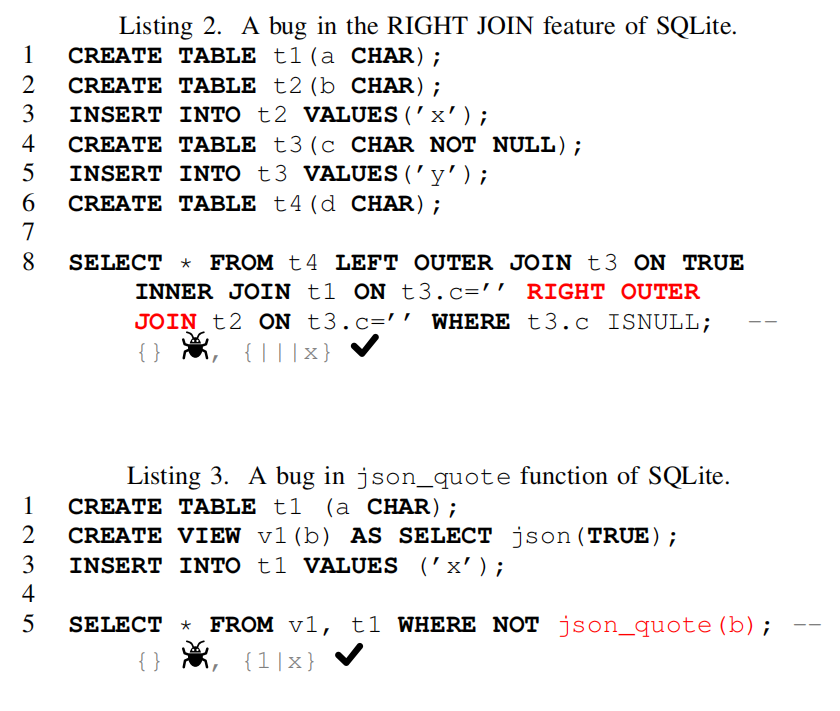 Listing 2. A bug in the RIGHT JOIN feature of SQLite.
1 CREATE TABLE t1(a CHAR);
2 CREATE TABLE t2(b CHAR);
3 INSERT INTO t2 VALUES('x');
4 CREATE TABLE t3(c CHAR NOT NULL);
5 INSERT INTO t3 VALUES('y');
6 CREATE TABLE t4(d CHAR);
7
8 SELECT * FROM t4 LEFT OUTER JOIN t3 ON TRUE
INNER JOIN t1 ON t3.c='' RIGHT OUTER
JOIN t2 ON t3.c='' WHERE t3.c ISNULL; --
{} , {|||x} ✔
Listing 3. A bug in json_quote function of SQLite.
1 CREATE TABLE t1 (a CHAR);
2 CREATE VIEW v1(b) AS SELECT json(TRUE);
3 INSERT INTO t1 VALUES ('x');
4
5 SELECT * FROM v1, t1 WHERE NOT json_quote(b); --
{} , {1|x} ✔